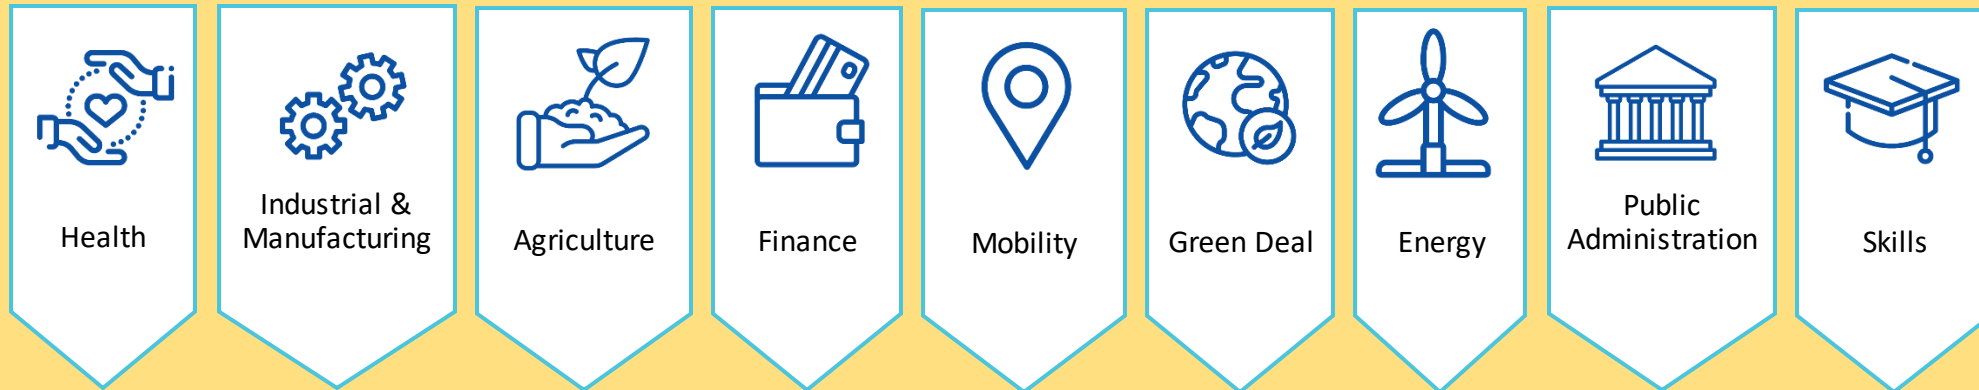 Health
Industrial &
Manufacturing
Agriculture
Finance
Mobility
Green Deal
Energy
Public
Administration
Skills